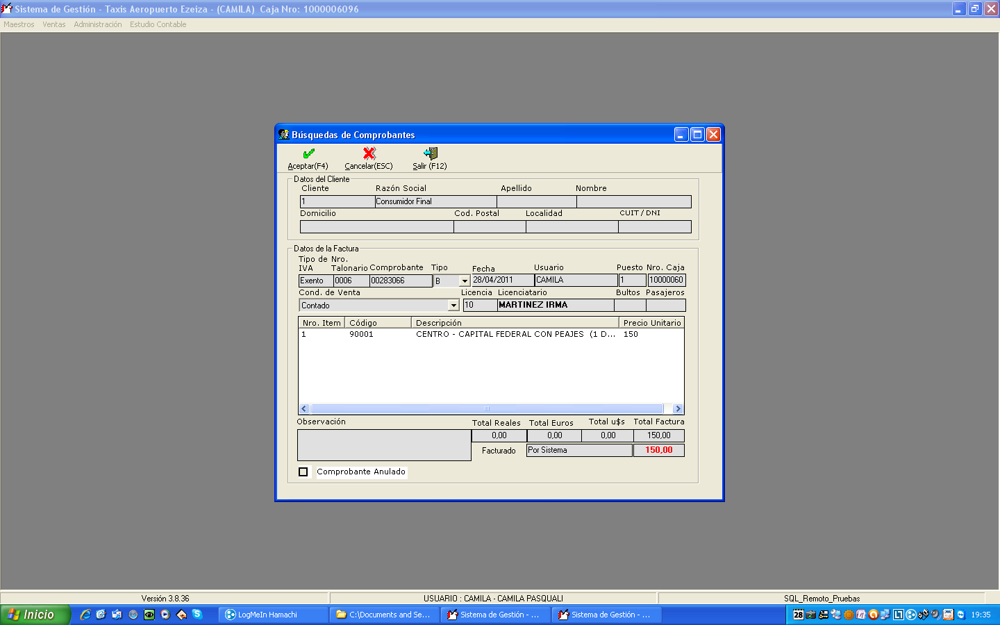 Sistema de Gestión - Taxis Aeropuerto Ezeiza - (CAMILA) Caja Nro: 1000006096
Maestros Ventas Administración Estudio Contable
Búsquedas de Comprobantes
Aceptar(F4) Cancelar(ESC) Salir (F12)
Datos del Cliente
Cliente Razón Social Apellido Nombre
1 Consumidor Final
Domicilio Cod. Postal Localidad CUIT / DNI
Datos de la Factura
Tipo de Nro.
IVA Talonario Comprobante Tipo Fecha Usuario Puesto Nro. Caja
Exento 0006 00283066 B 28/04/2011 CAMILA 1 10000060
Cond. de Venta Licencia Licenciatario Bultos Pasajeros
Contado 10 MARTINEZ IRMA
Nro. Item Código Descripción Precio Unitario
1 90001 CENTRO - CAPITAL FEDERAL CON PEAJES (1 D... 150
Observación Total Reales Total Euros Total u$s Total Factura
0,00 0,00 0,00 150,00
Facturado Por Sistema 150,00
Comprobante Anulado
Versión 3.8.36 USUARIO : CAMILA - CAMILA PASQUALI SQL_Remoto_Pruebas
Inicio LogMeIn Hamachi C:\Documents and Se... Sistema de Gestión - ... Sistema de Gestión - ... 28 19:35